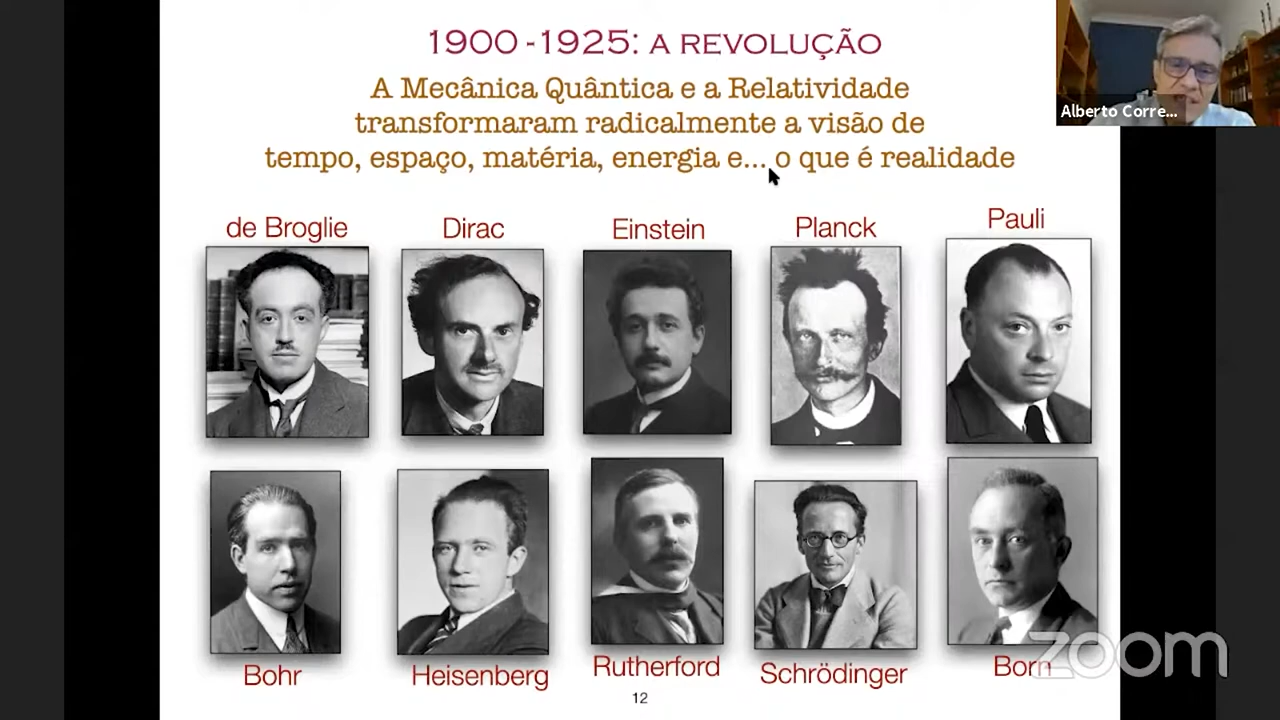 1900 - 1925: A REVOLUÇÃO
A Mecânica Quântica e a Relatividade
transformaram radicalmente a visão de
tempo, espaço, matéria, energia e... o que é realidade
Alberto Corre...
de Broglie
Dirac
Einstein
Planck
Pauli
Bohr
Heisenberg
Rutherford
Schrödinger
Born
zoom
12